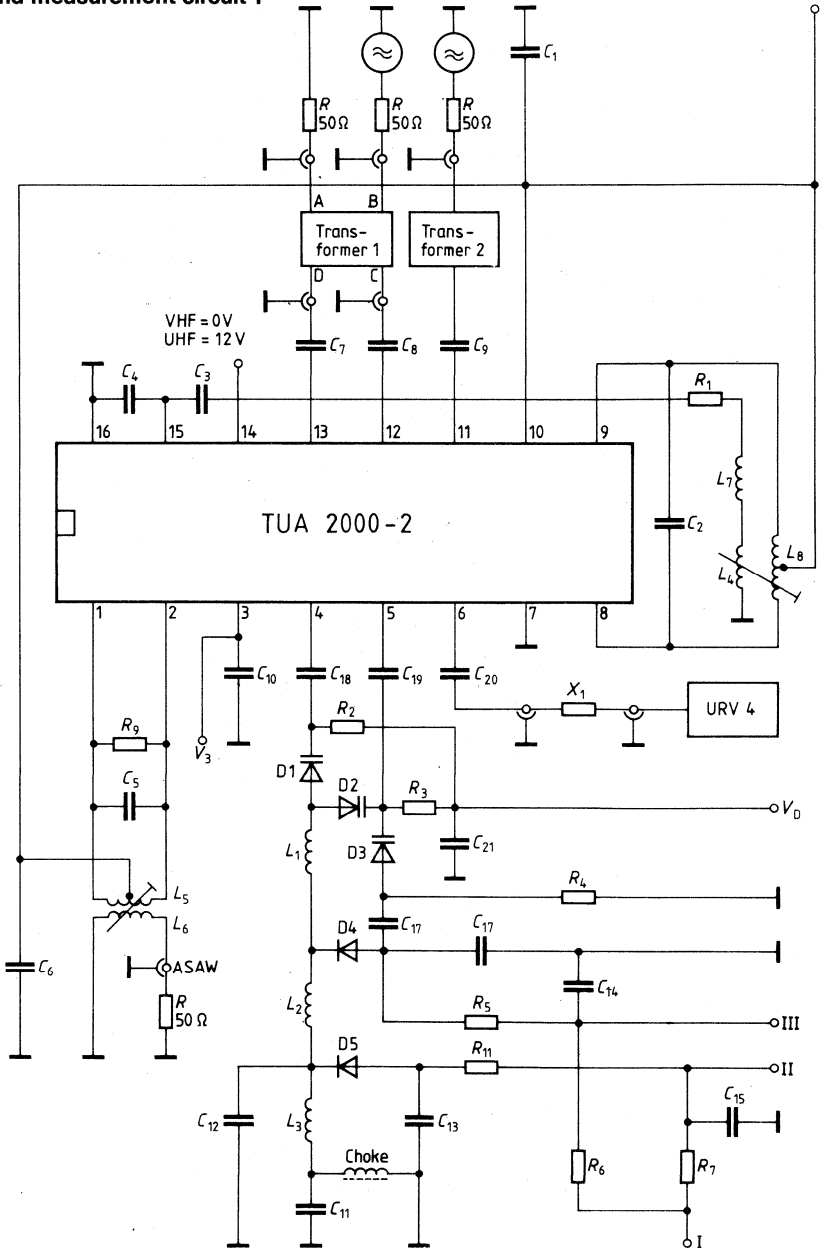 nd measurement circuit 1
C1
R
50Ω
R
50Ω
R
50Ω
A
B
Trans-
former 1
Trans-
former 2
D
C
VHF = 0V
UHF = 12V
C7
C8
C9
C4
C3
R1
16
15
14
13
12
11
10
9
L7
TUA 2000-2
C2
L4
L8
1
2
3
4
5
6
7
8
C10
C18
C19
C20
X1
URV 4
R9
V3
R2
D1
C5
D2
R3
VD
L1
D3
C21
L5
L6
R4
C17
D4
C17
C6
ASAW
C14
R
50Ω
L2
R5
III
D5
R11
II
C12
L3
C13
C15
Choke
R6
R7
C11
I